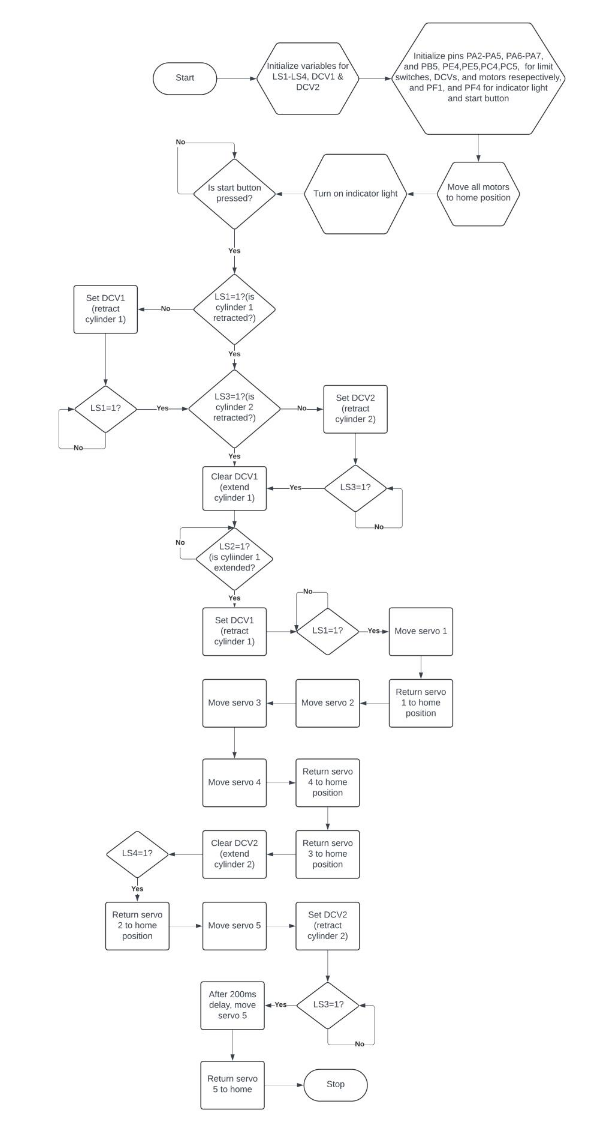 Start
Initialize variables for
LS1-LS4, DCV1 &
DCV2
Initialize pins PA2-PA5, PA6-PA7,
and PB5, PE4,PE5,PC4,PC5, for limit
switches, DCVs, and motors resepectively,
and PF1, and PF4 for indicator light
and start button
Move all motors
to home position
Turn on indicator light
Is start button
pressed?
No
Yes
LS1=1?(is
cylinder 1
retracted?)
No
Set DCV1
(retract
cylinder 1)
LS1=1?
No
Yes
Yes
LS3=1?(is
cylinder 2
retracted?)
No
Set DCV2
(retract
cylinder 2)
LS3=1?
No
Yes
Yes
Clear DCV1
(extend
cylinder 1)
LS2=1?
(is cyliinder 1
extended?
No
Yes
Set DCV1
(retract
cylinder 1)
LS1=1?
No
Yes
Move servo 1
Return servo
1 to home
position
Move servo 2
Move servo 3
Move servo 4
Return servo
4 to home
position
Return servo
3 to home
position
Clear DCV2
(extend
cylinder 2)
LS4=1?
Yes
Return servo
2 to home
position
Move servo 5
Set DCV2
(retract
cylinder 2)
LS3=1?
No
Yes
After 200ms
delay, move
servo 5
Return servo
5 to home
Stop